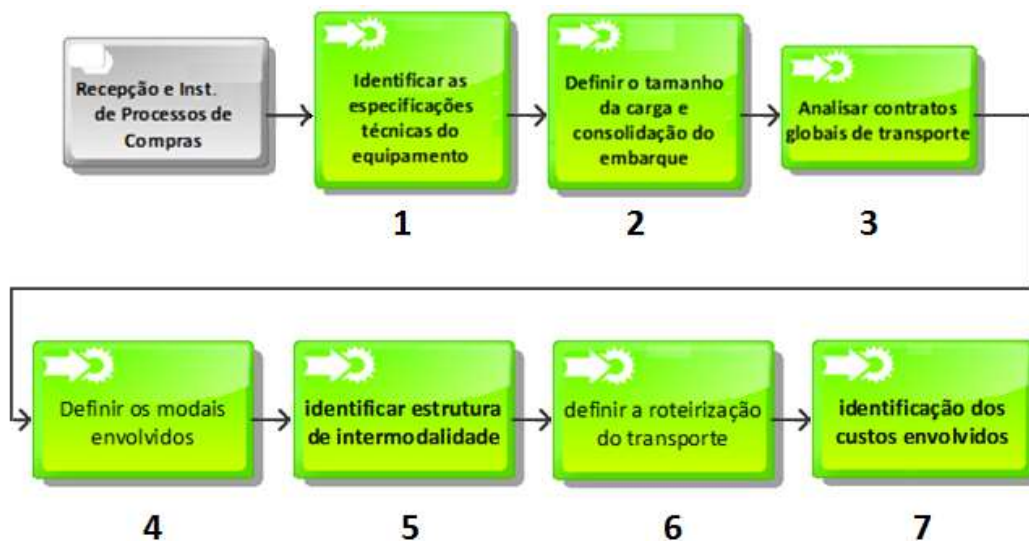 Recepção e Inst.
de Processos de
Compras
Identificar as
especificações
técnicas do
equipamento
Definir o tamanho
da carga e
consolidação do
embarque
Analisar contratos
globais de transporte
1
2
3
Definir os modais
envolvidos
identificar estrutura
de intermodalidade
definir a roteirização
do transporte
identificação dos
custos envolvidos
4
5
6
7